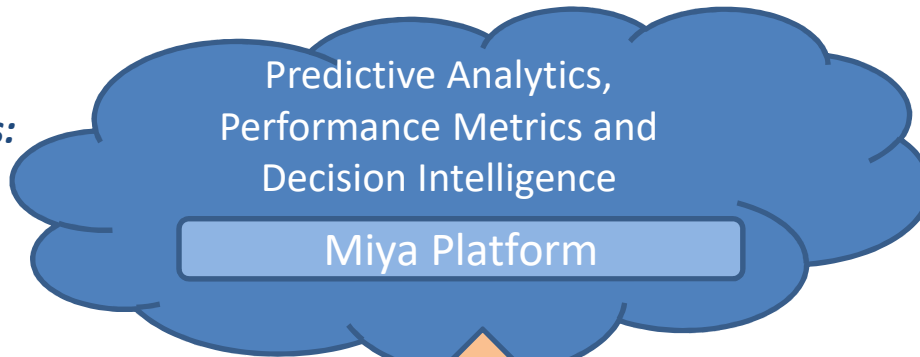 Predictive Analytics,
s:
Performance Metrics and
Decision Intelligence
Miya Platform